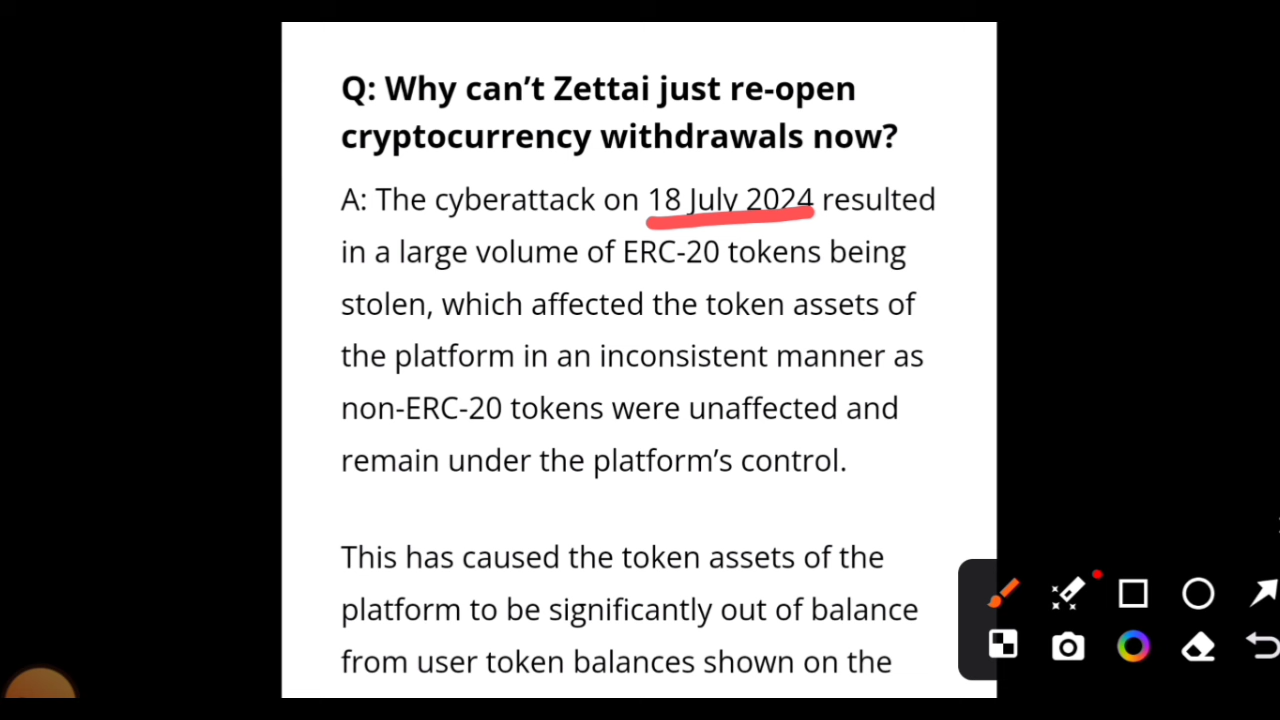 Q: Why can’t Zettai just re-open
cryptocurrency withdrawals now?
A: The cyberattack on 18 July 2024 resulted
in a large volume of ERC-20 tokens being
stolen, which affected the token assets of
the platform in an inconsistent manner as
non-ERC-20 tokens were unaffected and
remain under the platform’s control.
This has caused the token assets of the
platform to be significantly out of balance
from user token balances shown on the